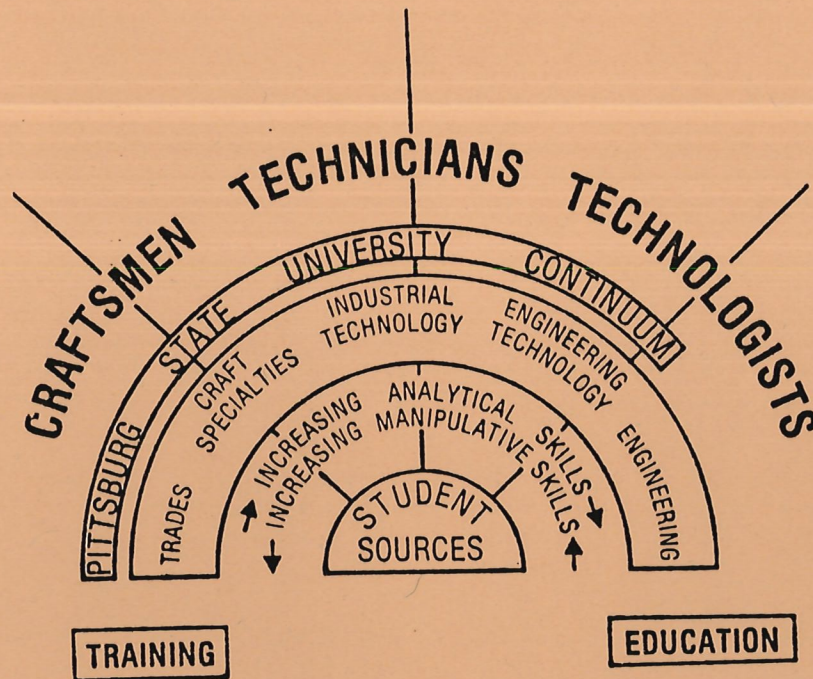 CRAFTSMEN TECHNICIANS TECHNOLOGISTS
PITTSBURG STATE UNIVERSITY CONTINUUM
TRADES
CRAFT
SPECIALTIES
INDUSTRIAL
TECHNOLOGY
ENGINEERING
TECHNOLOGY
ENGINEERING
INCREASING ANALYTICAL SKILLS
INCREASING MANIPULATIVE SKILLS
STUDENT
SOURCES
TRAINING
EDUCATION